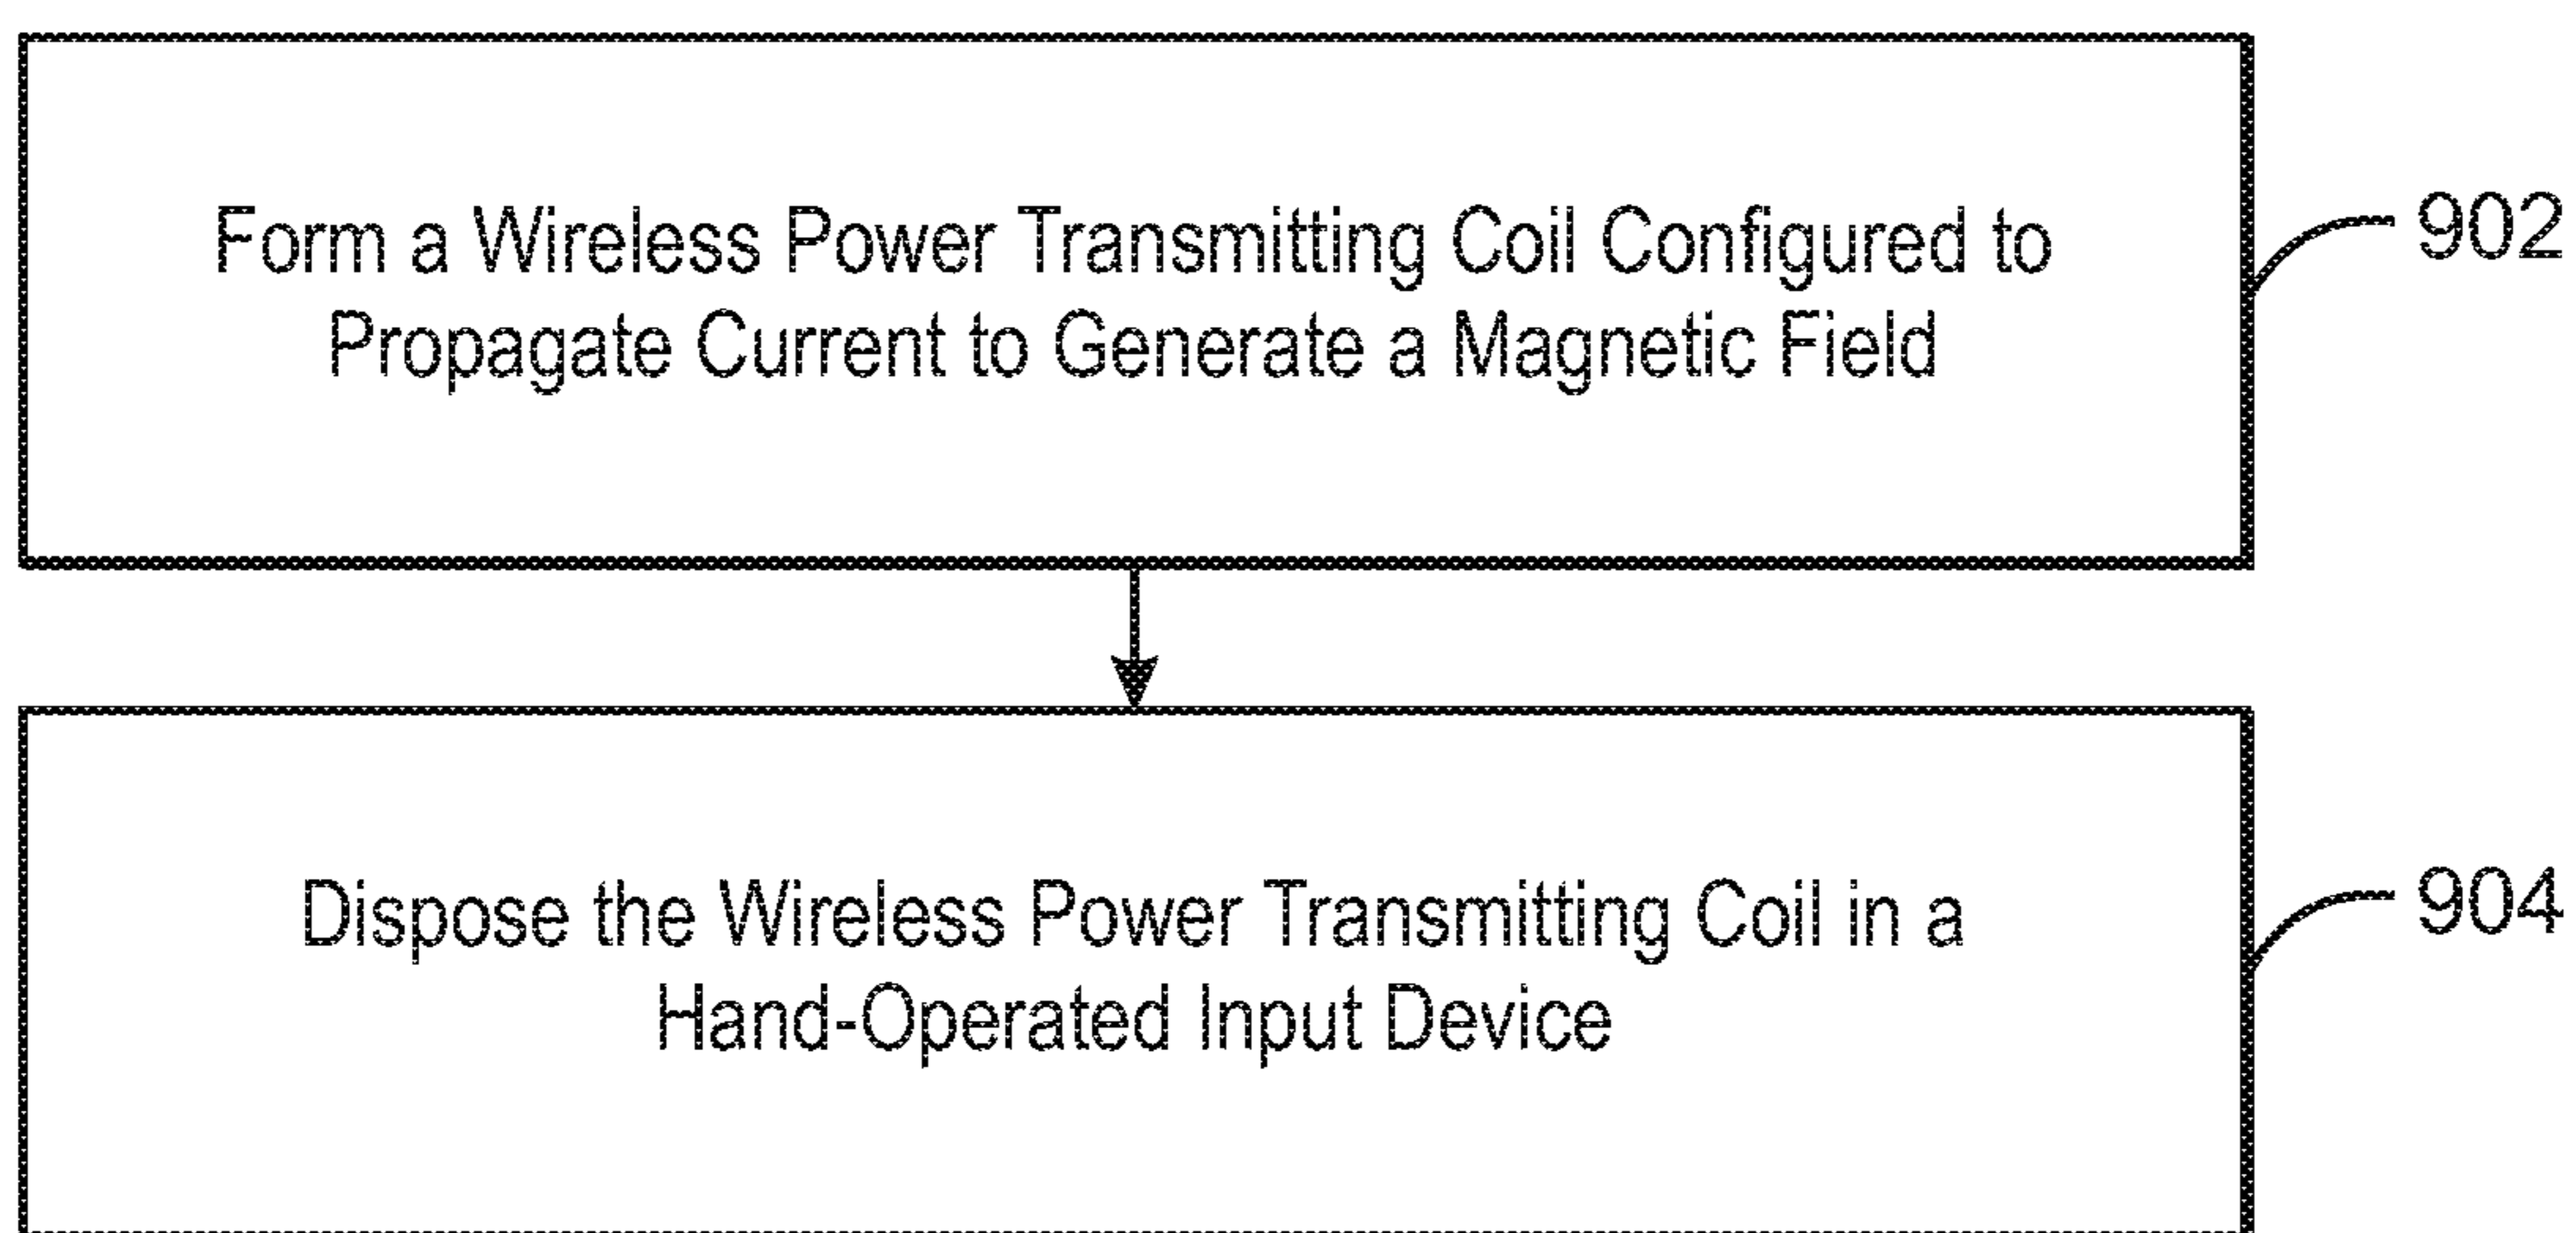 Form a Wireless Power Transmitting Coil Configured to
Propagate Current to Generate a Magnetic Field
902
Dispose the Wireless Power Transmitting Coil in a
Hand-Operated Input Device
904